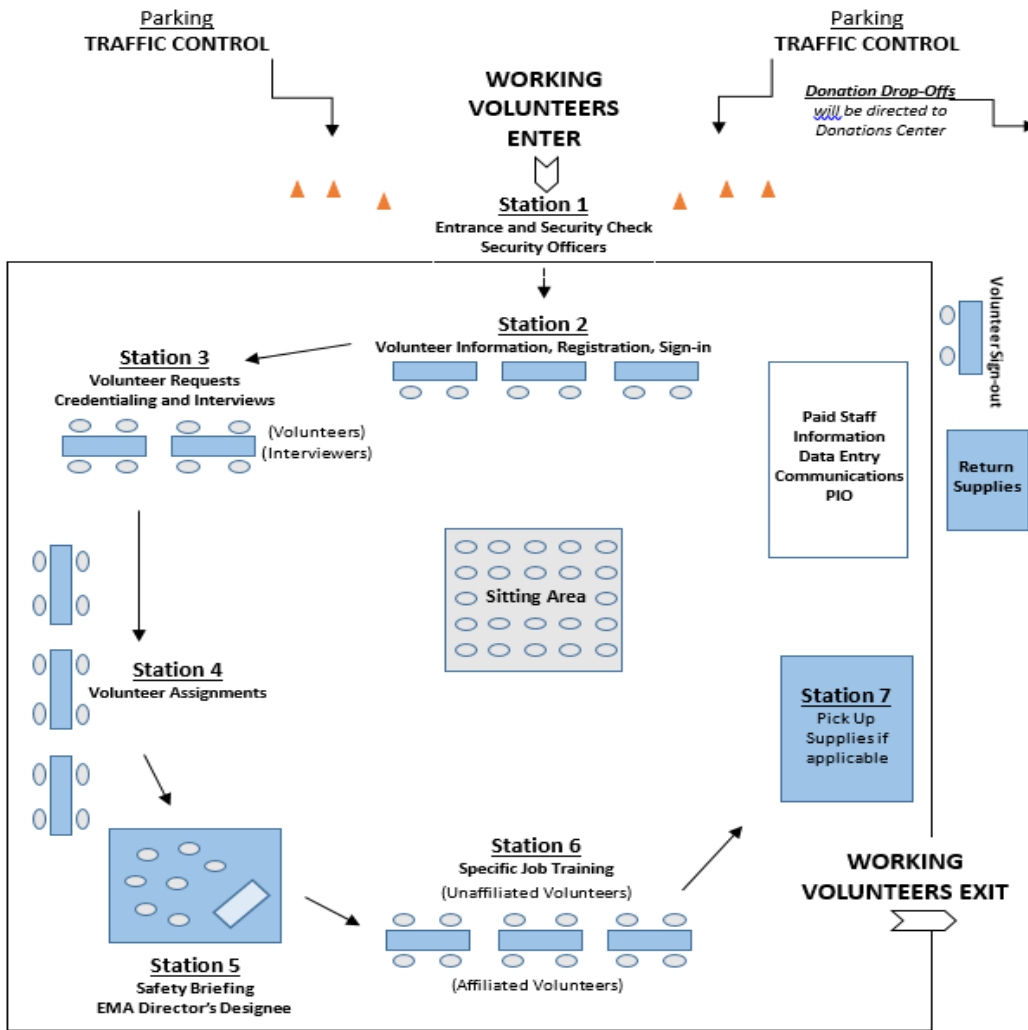 Parking
TRAFFIC CONTROL
Parking
TRAFFIC CONTROL
WORKING
VOLUNTEERS
ENTER
Donation Drop-Offs
will be directed to
Donations Center
Station 1
Entrance and Security Check
Security Officers
Station 2
Volunteer Information, Registration, Sign-in
Station 3
Volunteer Requests
Credentialing and Interviews
(Volunteers)
(Interviewers)
Volunteer Sign-out
Paid Staff
Information
Data Entry
Communications
PIO
Return
Supplies
Sitting Area
Station 4
Volunteer Assignments
Station 7
Pick Up
Supplies if
applicable
Station 6
Specific Job Training
(Unaffiliated Volunteers)
(Affiliated Volunteers)
WORKING
VOLUNTEERS EXIT
Station 5
Safety Briefing
EMA Director's Designee